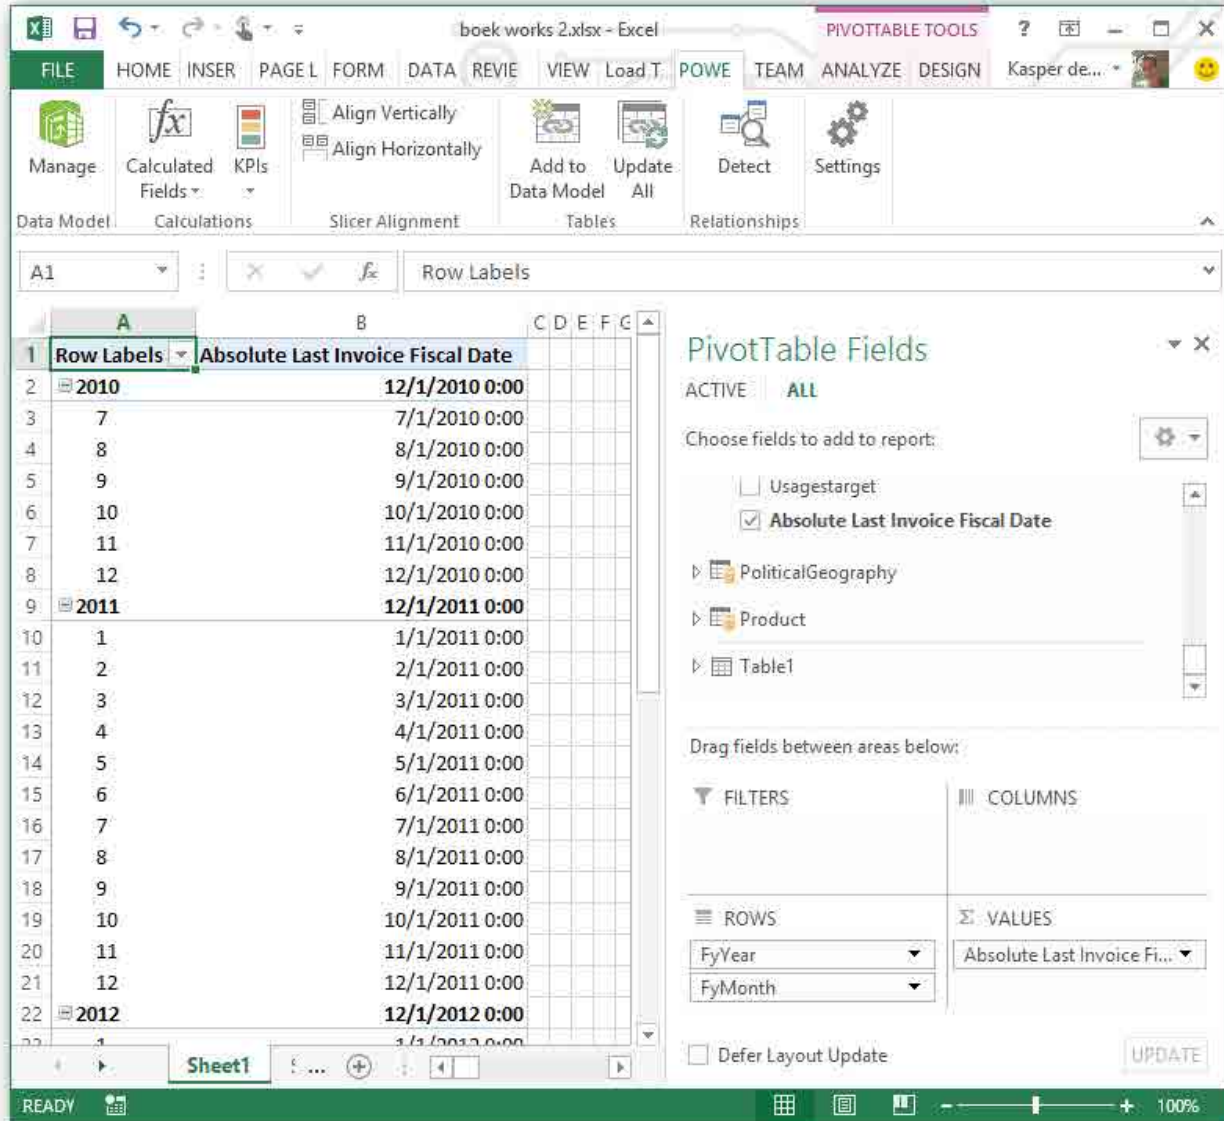 boek works 2.xlsx - Excel
PIVOTTABLE TOOLS
?
FILE HOME INSER PAGE L FORM DATA REVIE VIEW Load T POWE TEAM ANALYZE DESIGN Kasper de...
Manage
Calculated Fields
KPIs
Align Vertically
Align Horizontally
Add to Data Model
Update All
Detect
Settings
Data Model Calculations Slicer Alignment Tables Relationships
A1 fx Row Labels
A B C D E F G
1 Row Labels Absolute Last Invoice Fiscal Date
2 2010 12/1/2010 0:00
3 7 7/1/2010 0:00
4 8 8/1/2010 0:00
5 9 9/1/2010 0:00
6 10 10/1/2010 0:00
7 11 11/1/2010 0:00
8 12 12/1/2010 0:00
9 2011 12/1/2011 0:00
10 1 1/1/2011 0:00
11 2 2/1/2011 0:00
12 3 3/1/2011 0:00
13 4 4/1/2011 0:00
14 5 5/1/2011 0:00
15 6 6/1/2011 0:00
16 7 7/1/2011 0:00
17 8 8/1/2011 0:00
18 9 9/1/2011 0:00
19 10 10/1/2011 0:00
20 11 11/1/2011 0:00
21 12 12/1/2011 0:00
22 2012 12/1/2012 0:00
23 1 1/1/2012 0:00
PivotTable Fields
ACTIVE ALL
Choose fields to add to report:
Usagestarget
Absolute Last Invoice Fiscal Date
PoliticalGeography
Product
Table1
Drag fields between areas below:
FILTERS COLUMNS
ROWS Σ VALUES
FyYear Absolute Last Invoice Fi...
FyMonth
Defer Layout Update UPDATE
Sheet1 ...
READY 100%